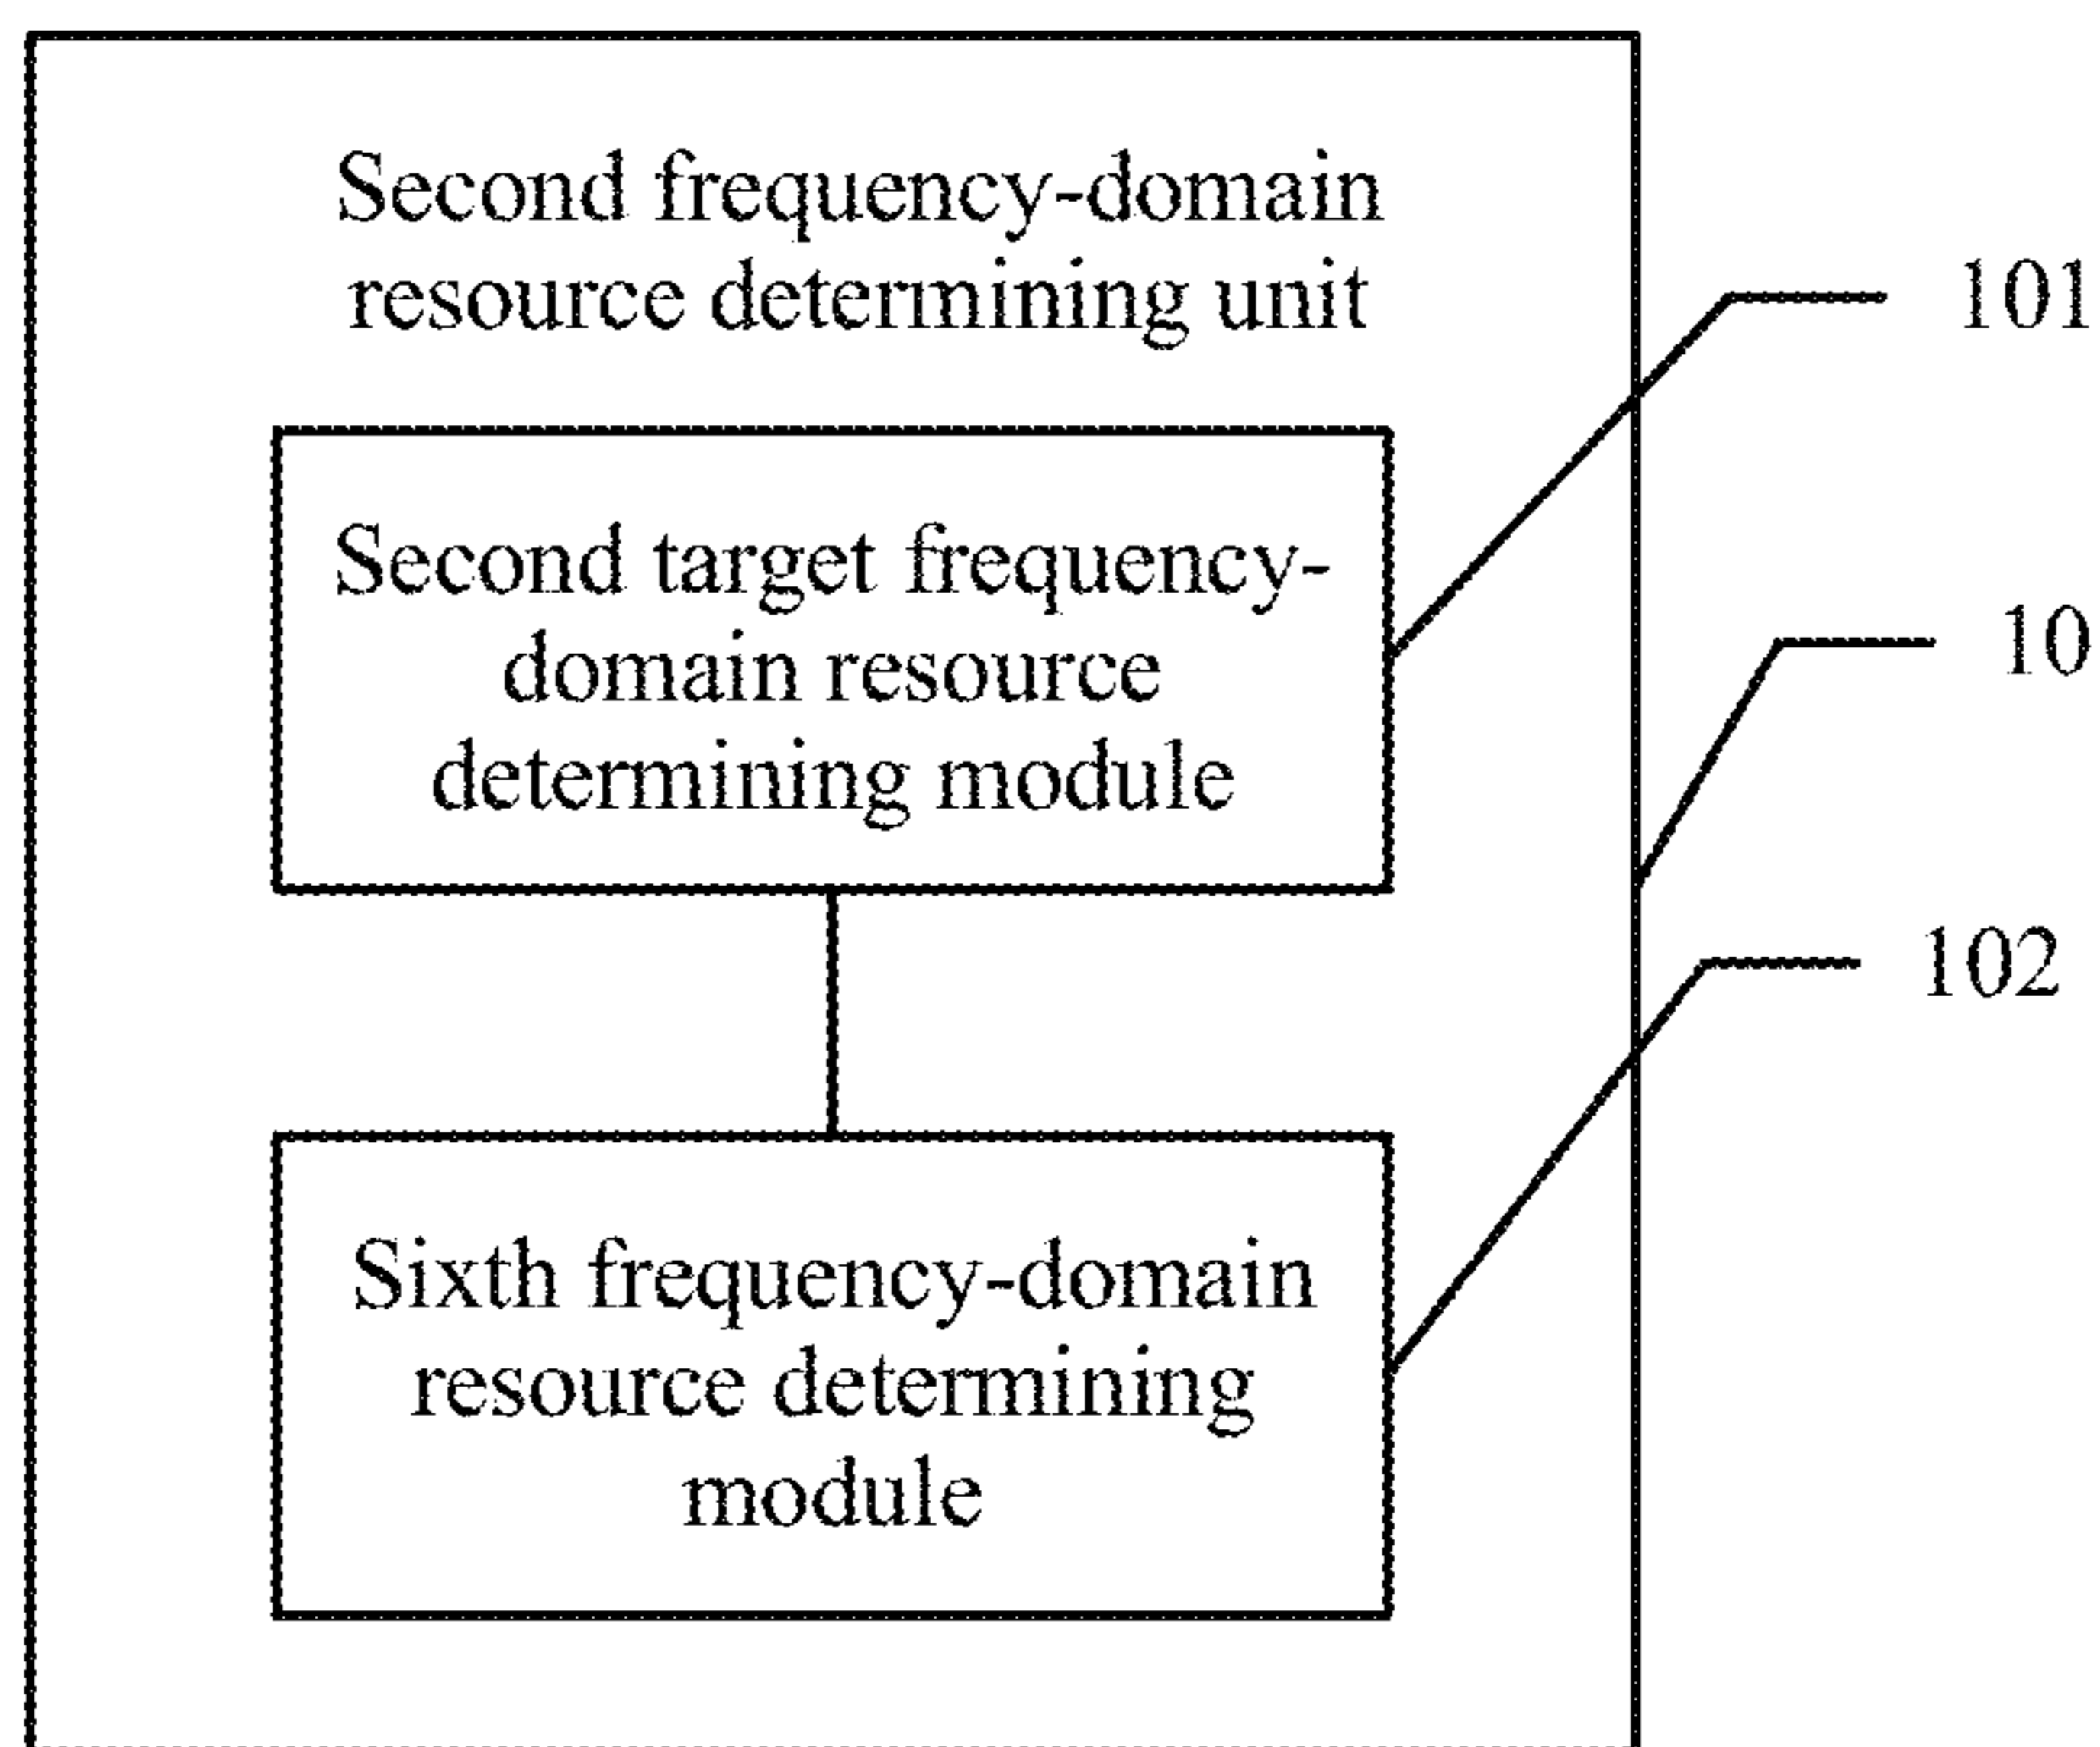 Second frequency-domain
resource determining unit
101
Second target frequency-
domain resource
determining module
10
102
Sixth frequency-domain
resource determining
module